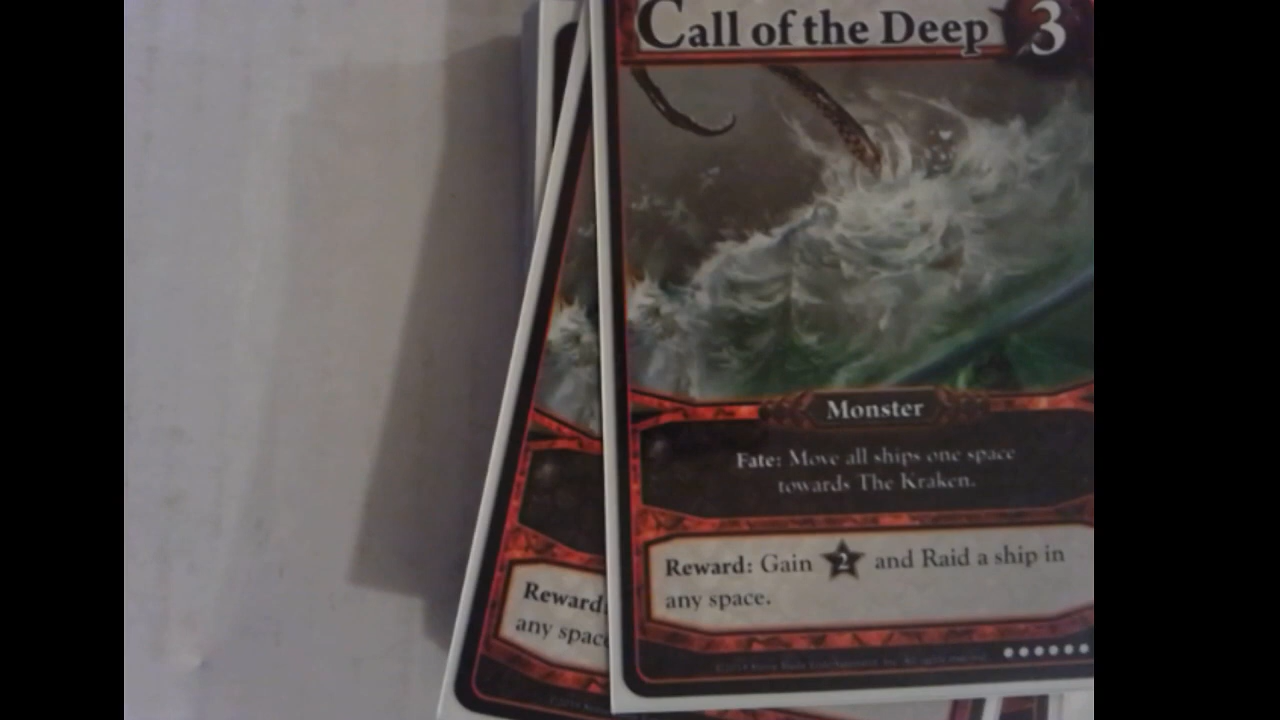 Call of the Deep 3
Monster
Fate: Move all ships one space
towards The Kraken.
Reward: Gain 2 and Raid a ship in
any space.
Reward:
any space